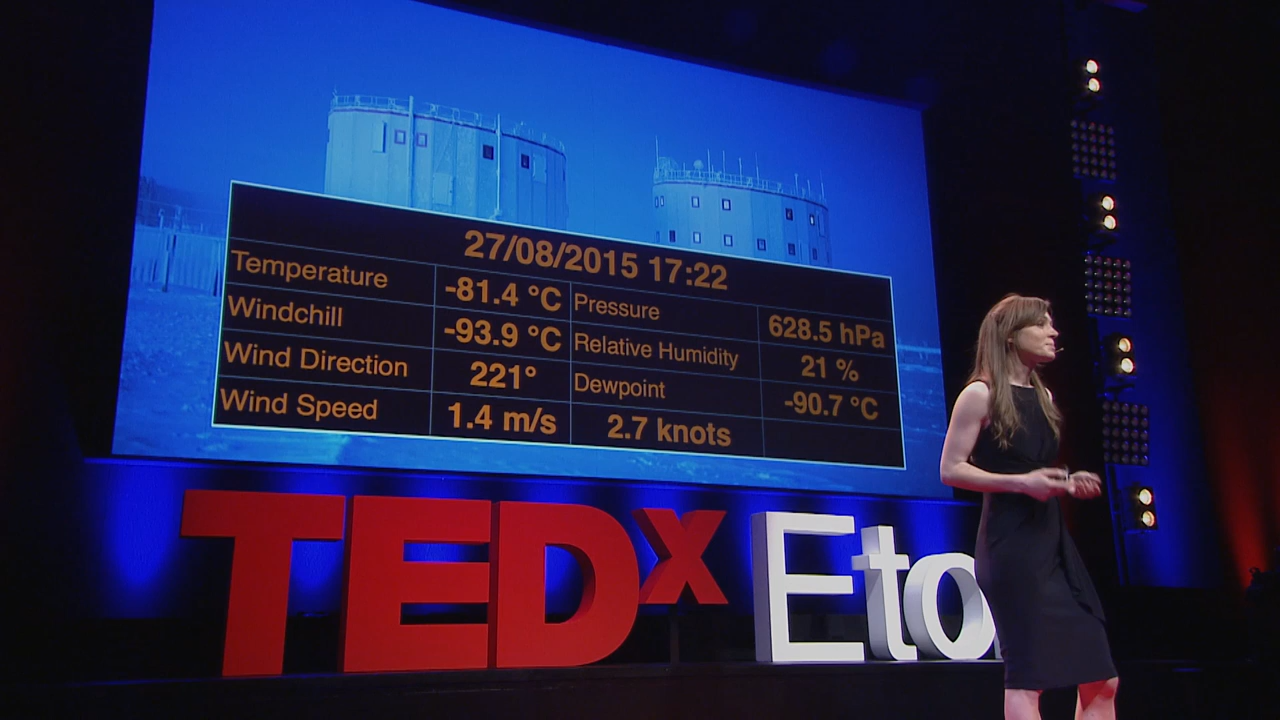 27/08/2015 17:22
Temperature -81.4 °C Pressure 628.5 hPa
Windchill -93.9 °C Relative Humidity 21 %
Wind Direction 221° Dewpoint -90.7 °C
Wind Speed 1.4 m/s 2.7 knots
TEDx Eto